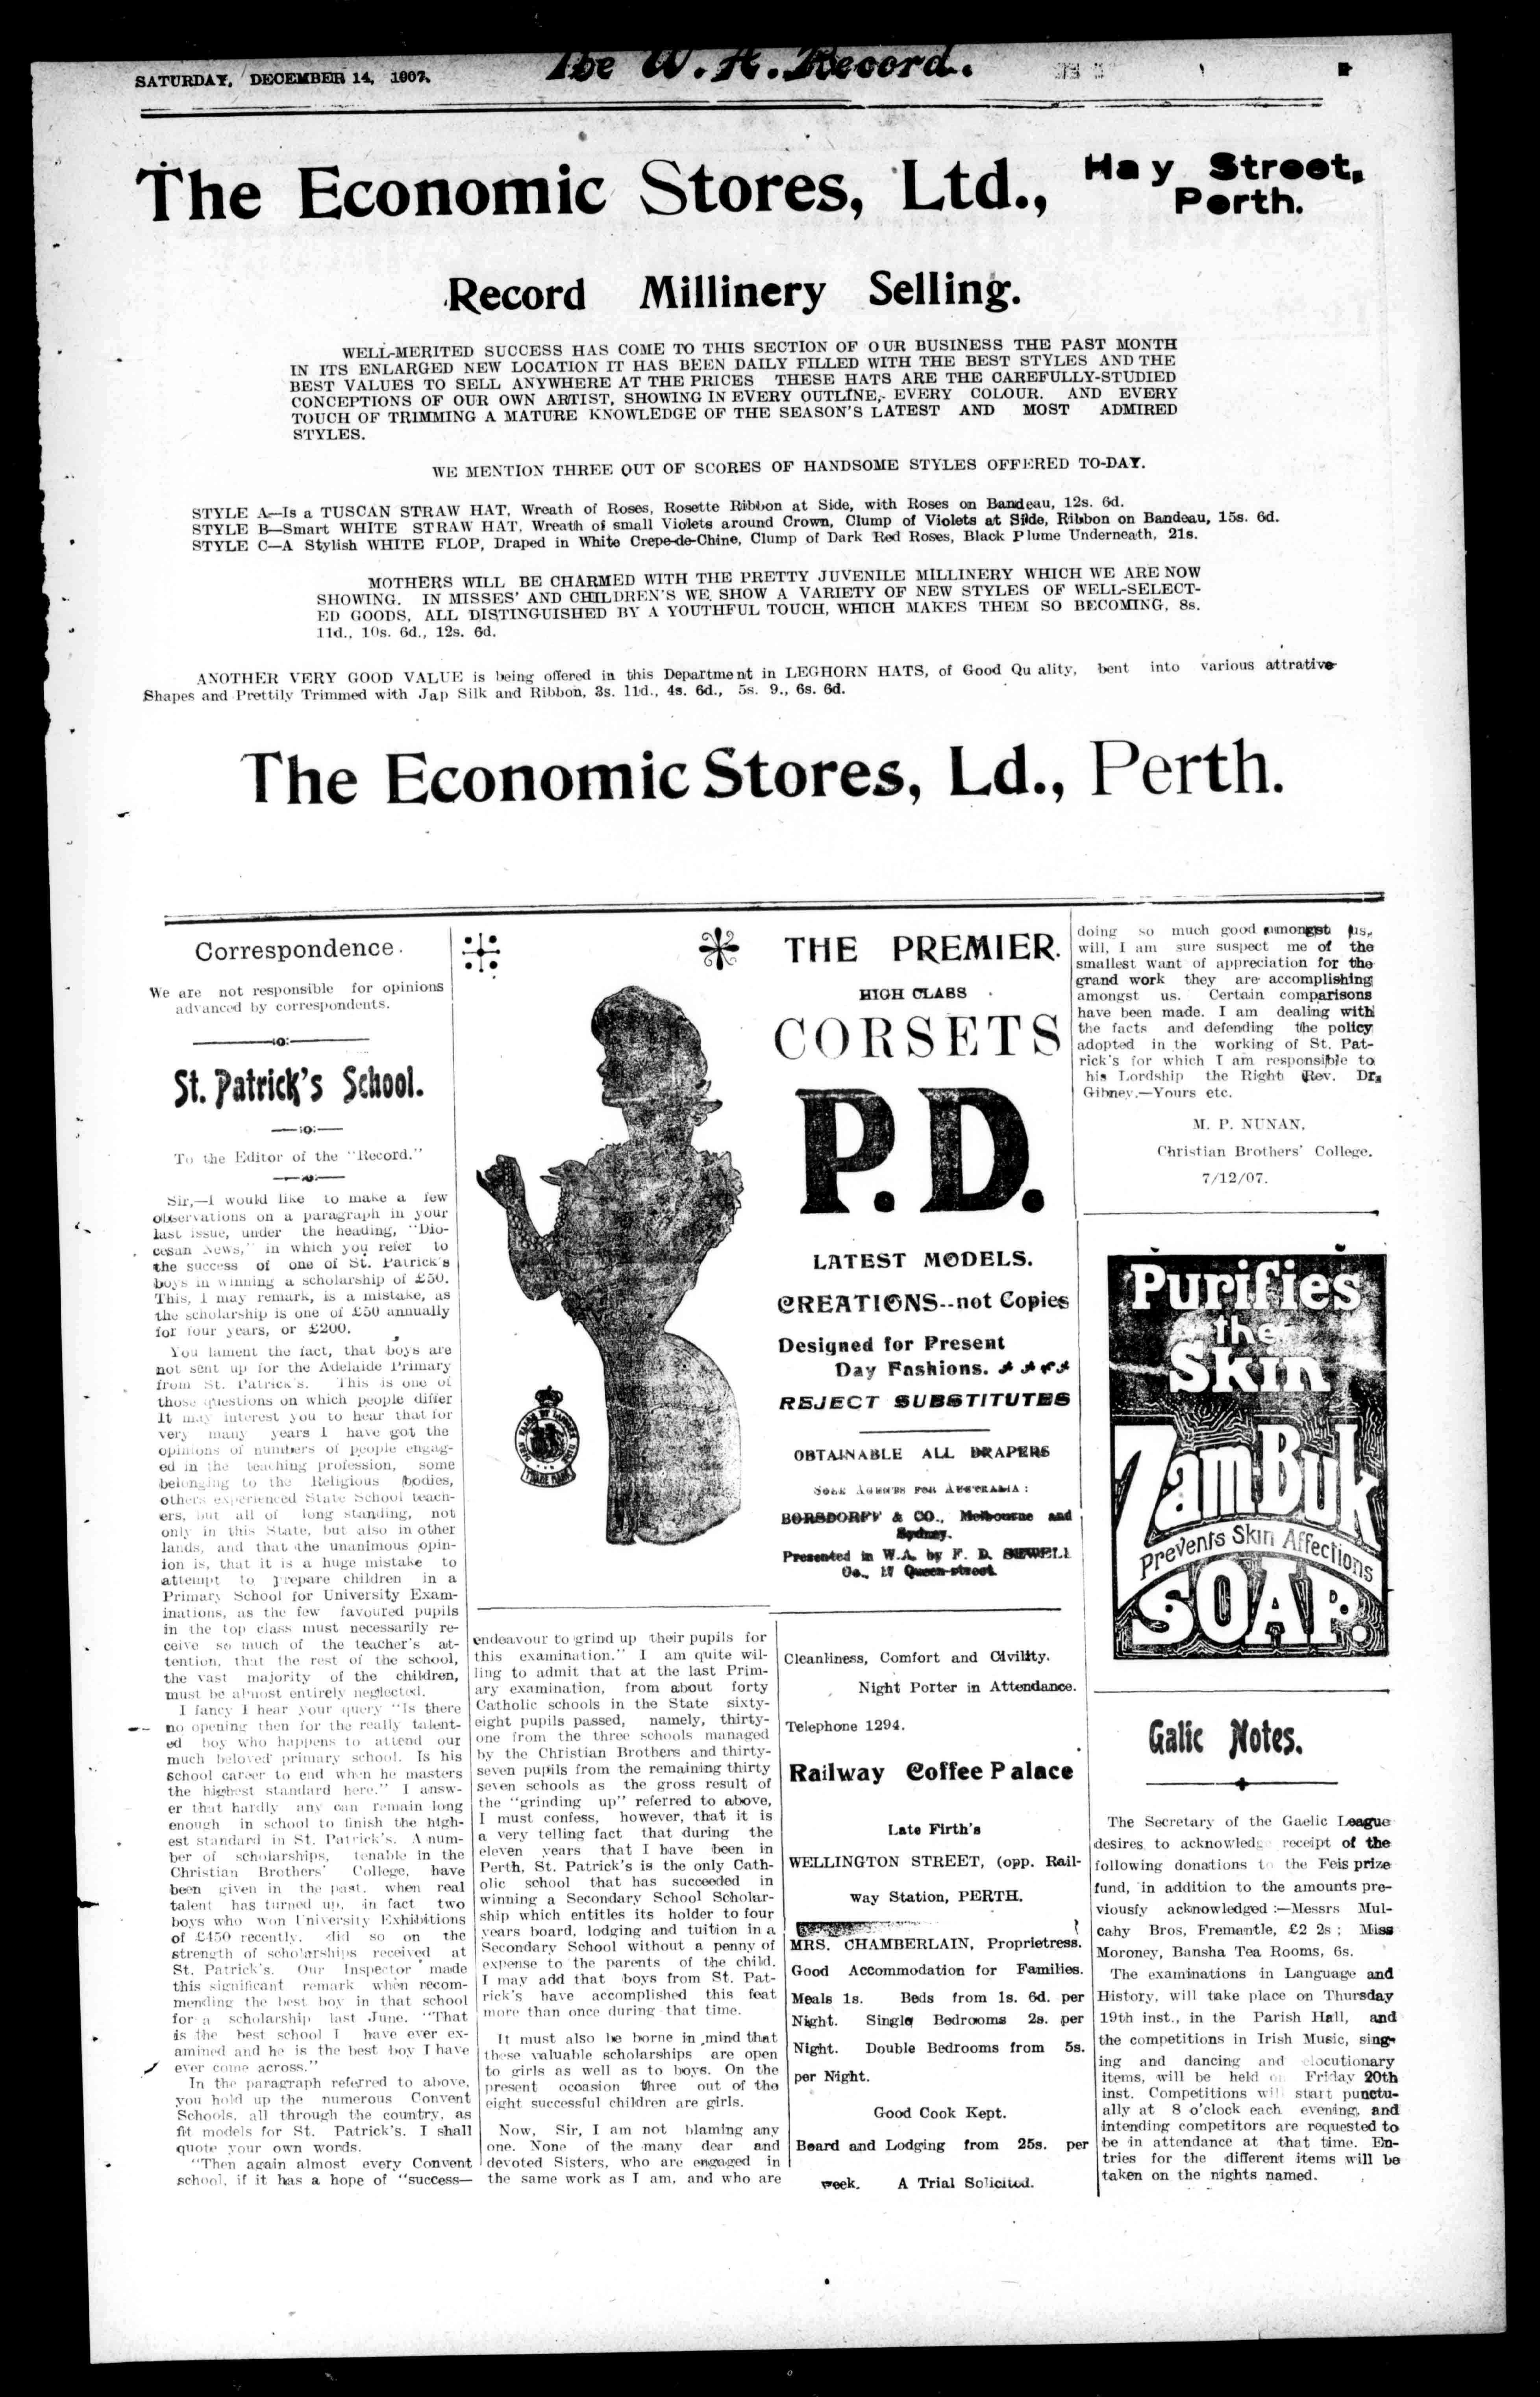 SATURDAY, DECEMBER 14, 1907.
The W.A. Record.
The Economic Stores, Ltd., Hay Street,
Perth.
Record Millinery Selling.
WELL-MERITED SUCCESS HAS COME TO THIS SECTION OF OUR BUSINESS THE PAST MONTH
IN ITS ENLARGED NEW LOCATION IT HAS BEEN DAILY FILLED WITH THE BEST STYLES AND THE
BEST VALUES TO SELL ANYWHERE AT THE PRICES THESE HATS ARE THE CAREFULLY-STUDIED
CONCEPTIONS OF OUR OWN ARTIST, SHOWING IN EVERY OUTLINE, EVERY COLOUR. AND EVERY
TOUCH OF TRIMMING A MATURE KNOWLEDGE OF THE SEASON'S LATEST AND MOST ADMIRED
STYLES.
WE MENTION THREE OUT OF SCORES OF HANDSOME STYLES OFFERED TO-DAY.
STYLE A—Is a TUSCAN STRAW HAT, Wreath of Roses, Rosette Ribbon at Side, with Roses on Bandeau, 12s. 6d.
STYLE B—Smart WHITE STRAW HAT, Wreath of small Violets around Crown, Clump of Violets at Side, Ribbon on Bandeau, 15s. 6d.
STYLE C—A Stylish WHITE FLOP, Draped in White Crepe-de-Chine, Clump of Dark Red Roses, Black Plume Underneath, 21s.
MOTHERS WILL BE CHARMED WITH THE PRETTY JUVENILE MILLINERY WHICH WE ARE NOW
SHOWING. IN MISSES' AND CHILDREN'S WE SHOW A VARIETY OF NEW STYLES OF WELL-SELECT-
ED GOODS, ALL DISTINGUISHED BY A YOUTHFUL TOUCH, WHICH MAKES THEM SO BECOMING, 8s.
11d., 10s. 6d., 12s. 6d.
ANOTHER VERY GOOD VALUE is being offered in this Department in LEGHORN HATS, of Good Qu ality, bent into various attrative
Shapes and Prettily Trimmed with Jap Silk and Ribbon, 3s. 11d., 4s. 6d., 5s. 9., 6s. 6d.
The Economic Stores, Ld., Perth.
Correspondence.
We are not responsible for opinions
advanced by correspondents.
St. Patrick's School.
To the Editor of the "Record."
Sir,—I would like to make a few
observations on a paragraph in your
last issue, under the heading, "Dio-
cesan News," in which you refer to
the success of one of St. Patrick's
boys in winning a scholarship of £50.
This, I may remark, is a mistake, as
the scholarship is one of £50 annually
for four years, or £200.
You lament the fact, that boys are
not sent up for the Adelaide Primary
from St. Patrick's. This is one of
those questions on which people differ
It may interest you to hear that for
very many years I have got the
opinions of numbers of people engag-
ed in the teaching profession, some
belonging to the Religious bodies,
others experienced State School teach-
ers, but all of long standing, not
only in this State, but also in other
lands, and that the unanimous opin-
ion is, that it is a huge mistake to
attempt to prepare children in a
Primary School for University Exam-
inations, as the few favoured pupils
in the top class must necessarily re-
ceive so much of the teacher's at-
tention, that the rest of the school,
the vast majority of the children,
must be almost entirely neglected.
I fancy I hear your query "Is there
no opening then for the really talent-
ed boy who happens to attend our
much beloved primary school. Is his
school career to end when he masters
the highest standard here." I answ-
er that hardly any can remain long
enough in school to finish the high-
est standard in St. Patrick's. A num-
ber of scholarships, tenable in the
Christian Brothers' College, have
been given in the past, when real
talent has turned up, in fact two
boys who won University Exhibitions
of £450 recently, did so on the
strength of scholarships received at
St. Patrick's. Our Inspector made
this significant remark when recom-
mending the best boy in that school
for a scholarship last June. "That
is the best school I have ever ex-
amined and he is the best boy I have
ever come across."
In the paragraph referred to above,
you hold up the numerous Convent
Schools, all through the country, as
fit models for St. Patrick's. I shall
quote your own words.
"Then again almost every Convent
school, if it has a hope of "success—
endeavour to grind up their pupils for
this examination." I am quite wil-
ling to admit that at the last Prim-
ary examination, from about forty
Catholic schools in the State sixty-
eight pupils passed, namely, thirty-
one from the three schools managed
by the Christian Brothers and thirty-
seven pupils from the remaining thirty
seven schools as the gross result of
the "grinding up" referred to above,
I must confess, however, that it is
a very telling fact that during the
eleven years that I have been in
Perth, St. Patrick's is the only Cath-
olic school that has succeeded in
winning a Secondary School Scholar-
ship which entitles its holder to four
years board, lodging and tuition in a
Secondary School without a penny of
expense to the parents of the child.
I may add that boys from St. Pat-
rick's have accomplished this feat
more than once during that time.
It must also be borne in mind that
these valuable scholarships are open
to girls as well as to boys. On the
present occasion three out of the
eight successful children are girls.
Now, Sir, I am not blaming any
one. None of the many dear and
devoted Sisters, who are engaged in
the same work as I am, and who are
doing so much good amongst us,
will, I am sure suspect me of the
smallest want of appreciation for the
grand work they are accomplishing
amongst us. Certain comparisons
have been made. I am dealing with
the facts and defending the policy
adopted in the working of St. Pat-
rick's for which I am responsible to
his Lordship the Right Rev. Dr.
Gibney.—Yours etc.
M. P. NUNAN,
Christian Brothers' College.
7/12/07.
THE PREMIER.
HIGH CLASS
CORSETS
P.D.
LATEST MODELS.
CREATIONS--not Copies
Designed for Present
Day Fashions.
REJECT SUBSTITUTES
OBTAINABLE ALL DRAPERS
SOLE AGENTS FOR AUSTRALIA:
BORSDORFF & CO., Melbourne and
Sydney.
Presented in W.A. by F. D. SEWELL
Co., 17 Queen-street.
TRADE MARK
Cleanliness, Comfort and Civility.
Night Porter in Attendance.
Telephone 1294.
Railway Coffee Palace
Late Firth's
WELLINGTON STREET, (opp. Rail-
way Station, PERTH.
MRS. CHAMBERLAIN, Proprietress.
Good Accommodation for Families.
Meals 1s. Beds from 1s. 6d. per
Night. Single Bedrooms 2s. per
Night. Double Bedrooms from 5s.
per Night.
Good Cook Kept.
Board and Lodging from 25s. per
week. A Trial Solicited.
Purifies
the
Skin
Zam-Buk
Prevents Skin Affections
SOAP.
Galic Notes.
The Secretary of the Gaelic League
desires to acknowledge receipt of the
following donations to the Feis prize
fund, in addition to the amounts pre-
viously acknowledged :—Messrs Mul-
cahy Bros, Fremantle, £2 2s ; Miss
Moroney, Bansha Tea Rooms, 6s.
The examinations in Language and
History, will take place on Thursday
19th inst., in the Parish Hall, and
the competitions in Irish Music, sing-
ing and dancing and elocutionary
items, will be held on Friday 20th
inst. Competitions will start punctu-
ally at 8 o'clock each evening, and
intending competitors are requested to
be in attendance at that time. En-
tries for the different items will be
taken on the nights named.